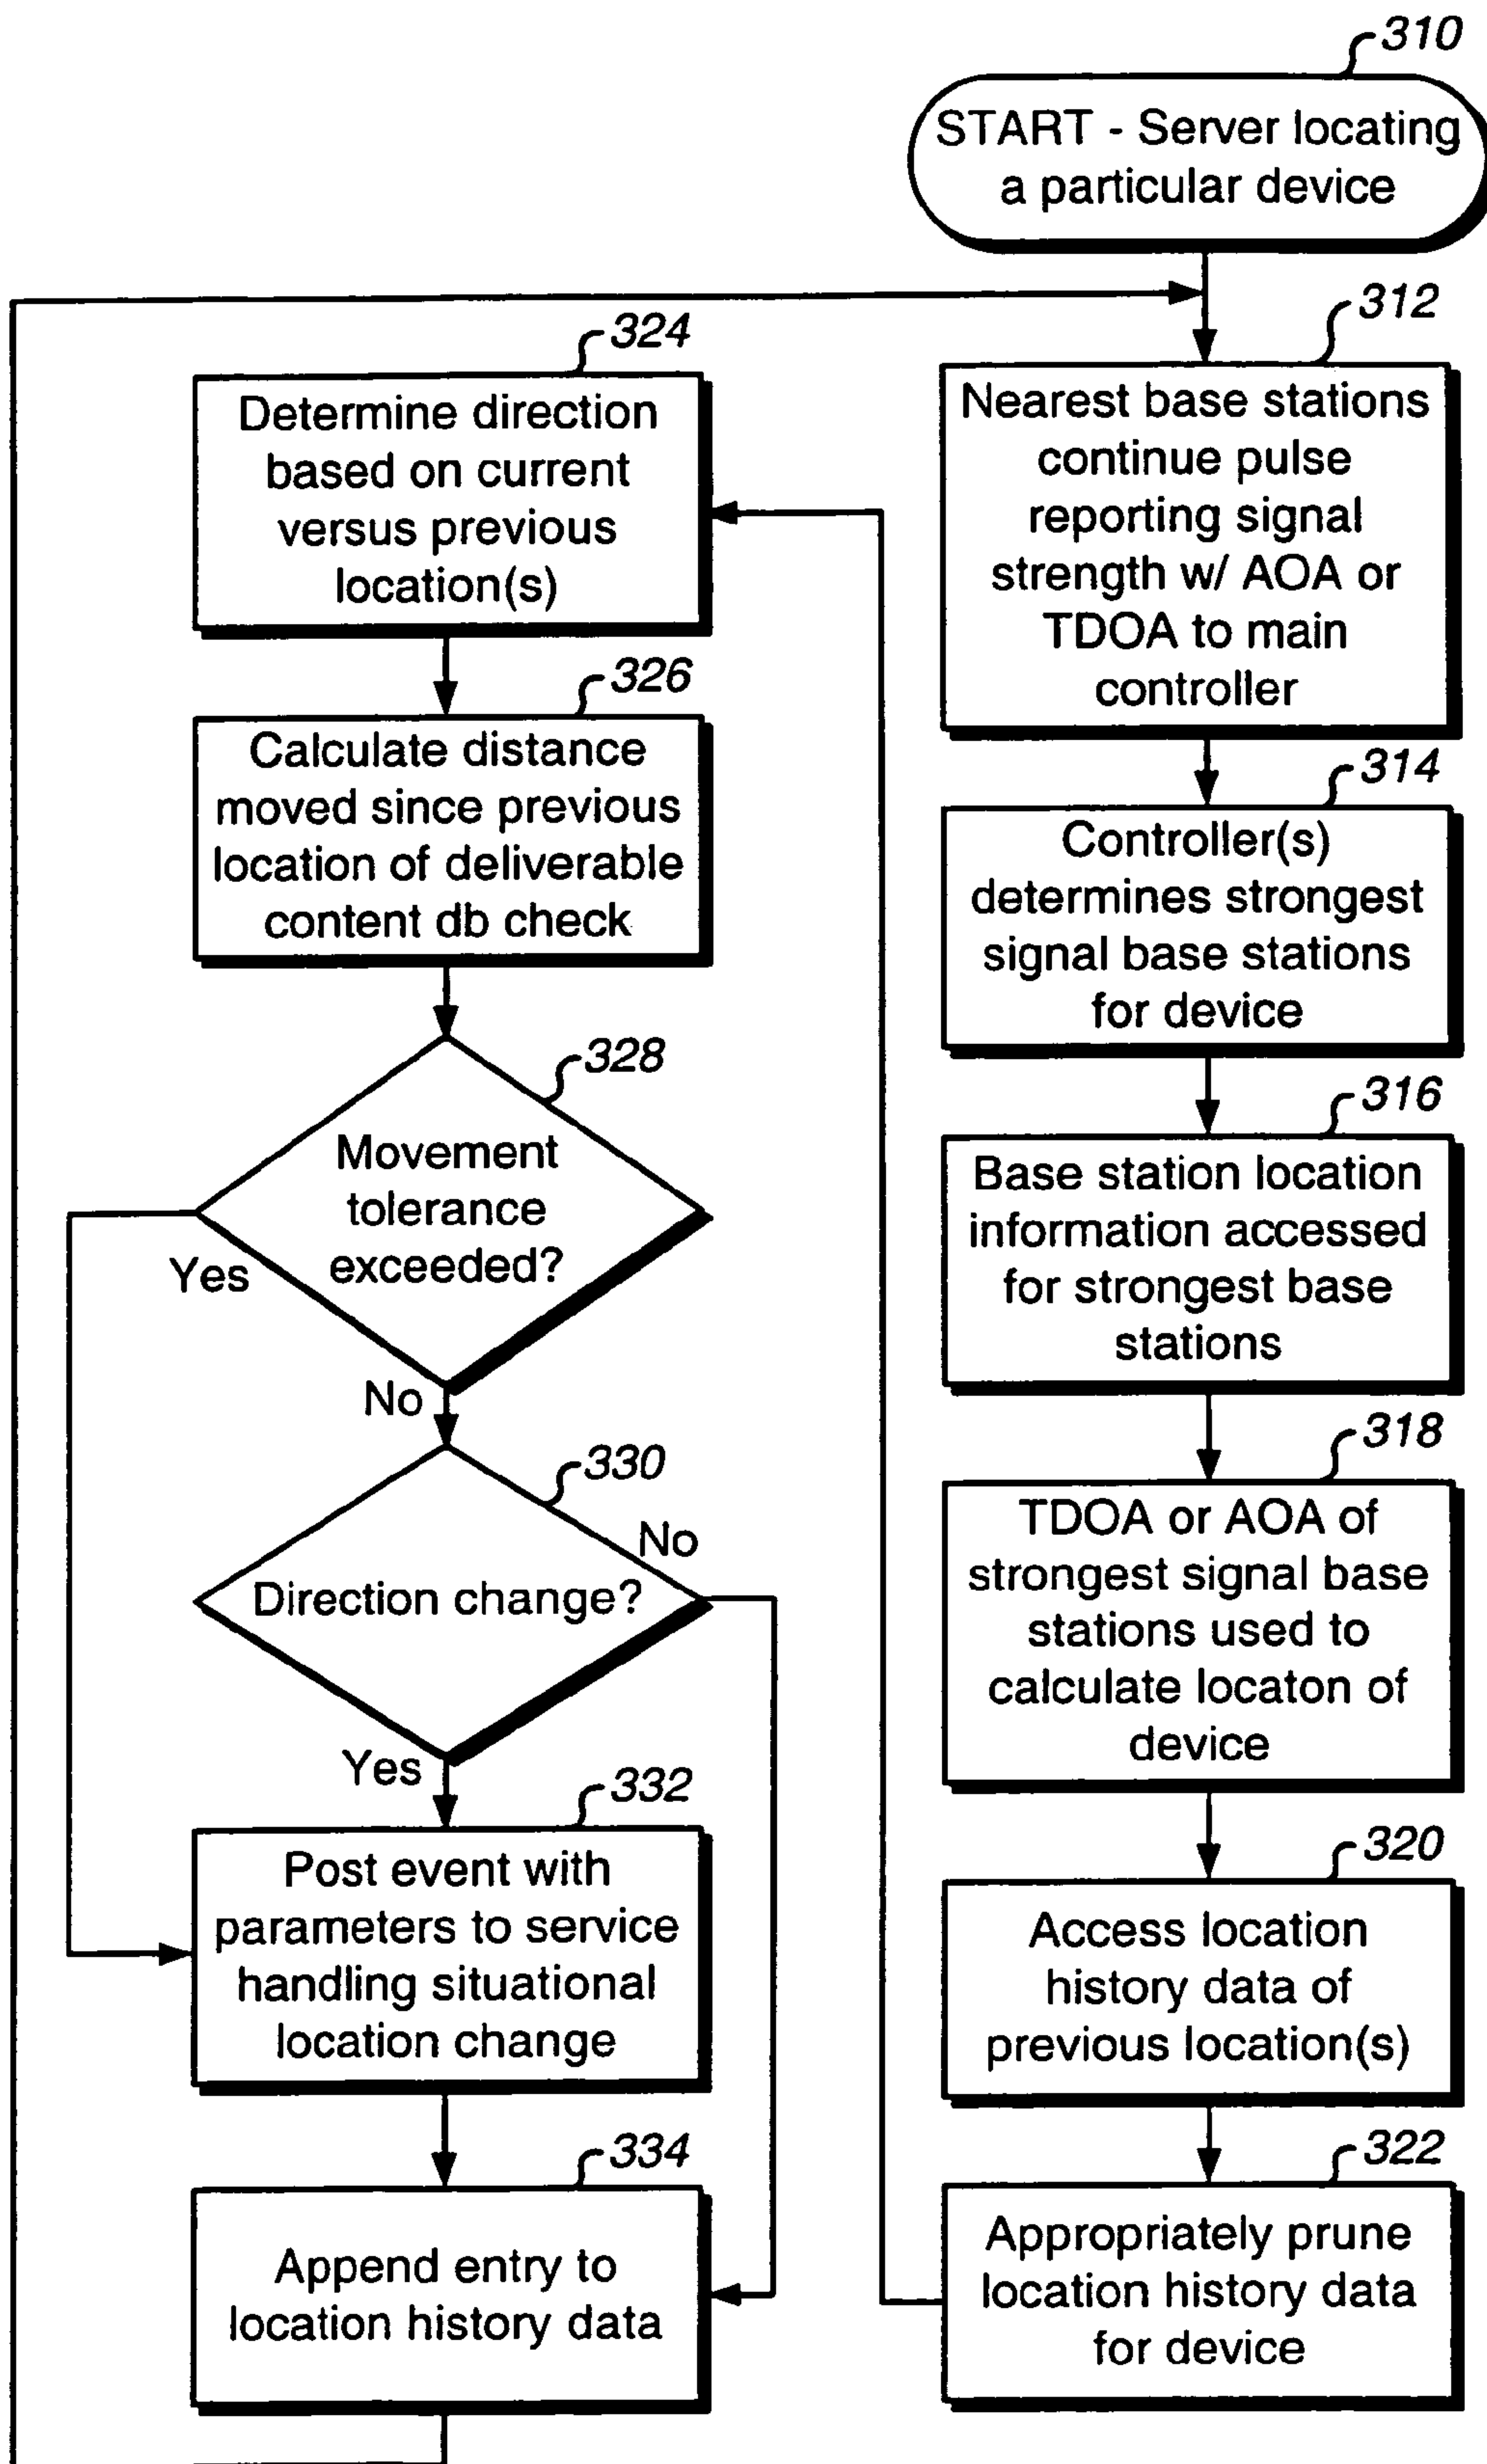 310
START - Server locating
a particular device
312
Nearest base stations
continue pulse
reporting signal
strength w/ AOA or
TDOA to main
controller
314
Controller(s)
determines strongest
signal base stations
for device
316
Base station location
information accessed
for strongest base
stations
318
TDOA or AOA of
strongest signal base
stations used to
calculate locaton of
device
320
Access location
history data of
previous location(s)
322
Appropriately prune
location history data
for device
324
Determine direction
based on current
versus previous
location(s)
326
Calculate distance
moved since previous
location of deliverable
content db check
328
Movement
tolerance
exceeded?
Yes
No
330
No
Direction change?
Yes
332
Post event with
parameters to service
handling situational
location change
334
Append entry to
location history data